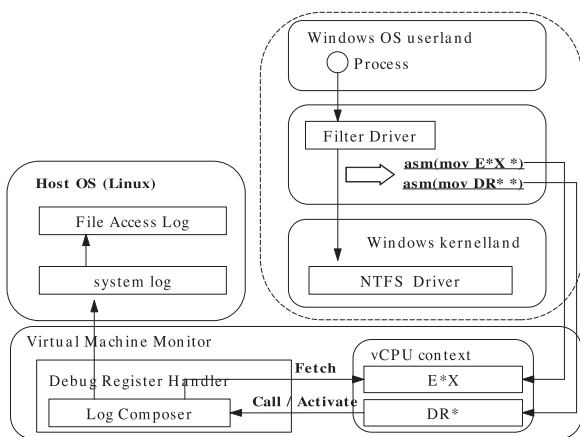 Windows OS userland
Process
Filter Driver
asm(mov E*X *)
asm(mov DR* *)
Host OS (Linux)
File Access Log
system log
Windows kernelland
NTFS Driver
Virtual Machine Monitor
vCPU context
Debug Register Handler
Fetch
E*X
Log Composer
Call / Activate
DR*